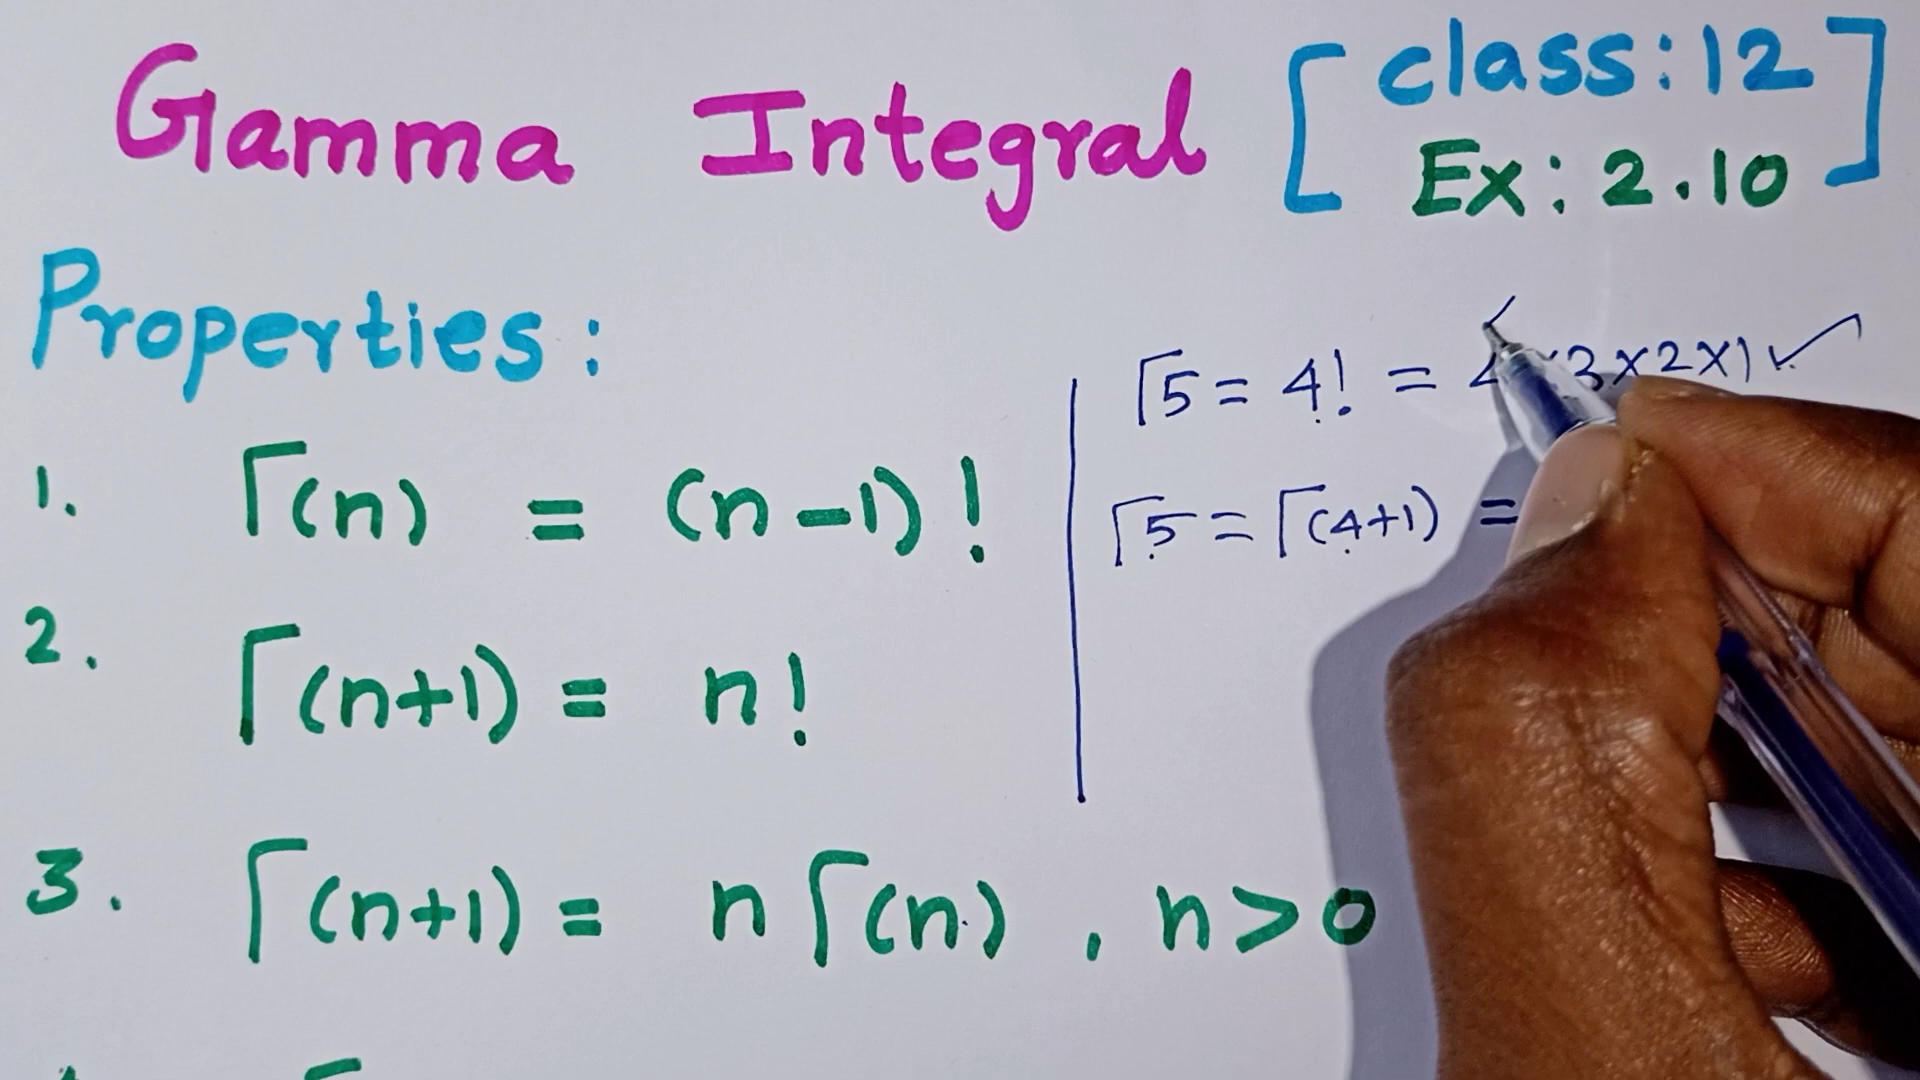 Gamma Integral [class: 12
Ex: 2.10]
Properties:
1. Γ(n) = (n-1)!
Γ5 = 4! = 4×3×2×1 ✓
Γ5 = Γ(4+1) =
2. Γ(n+1) = n!
3. Γ(n+1) = n Γ(n), n>0